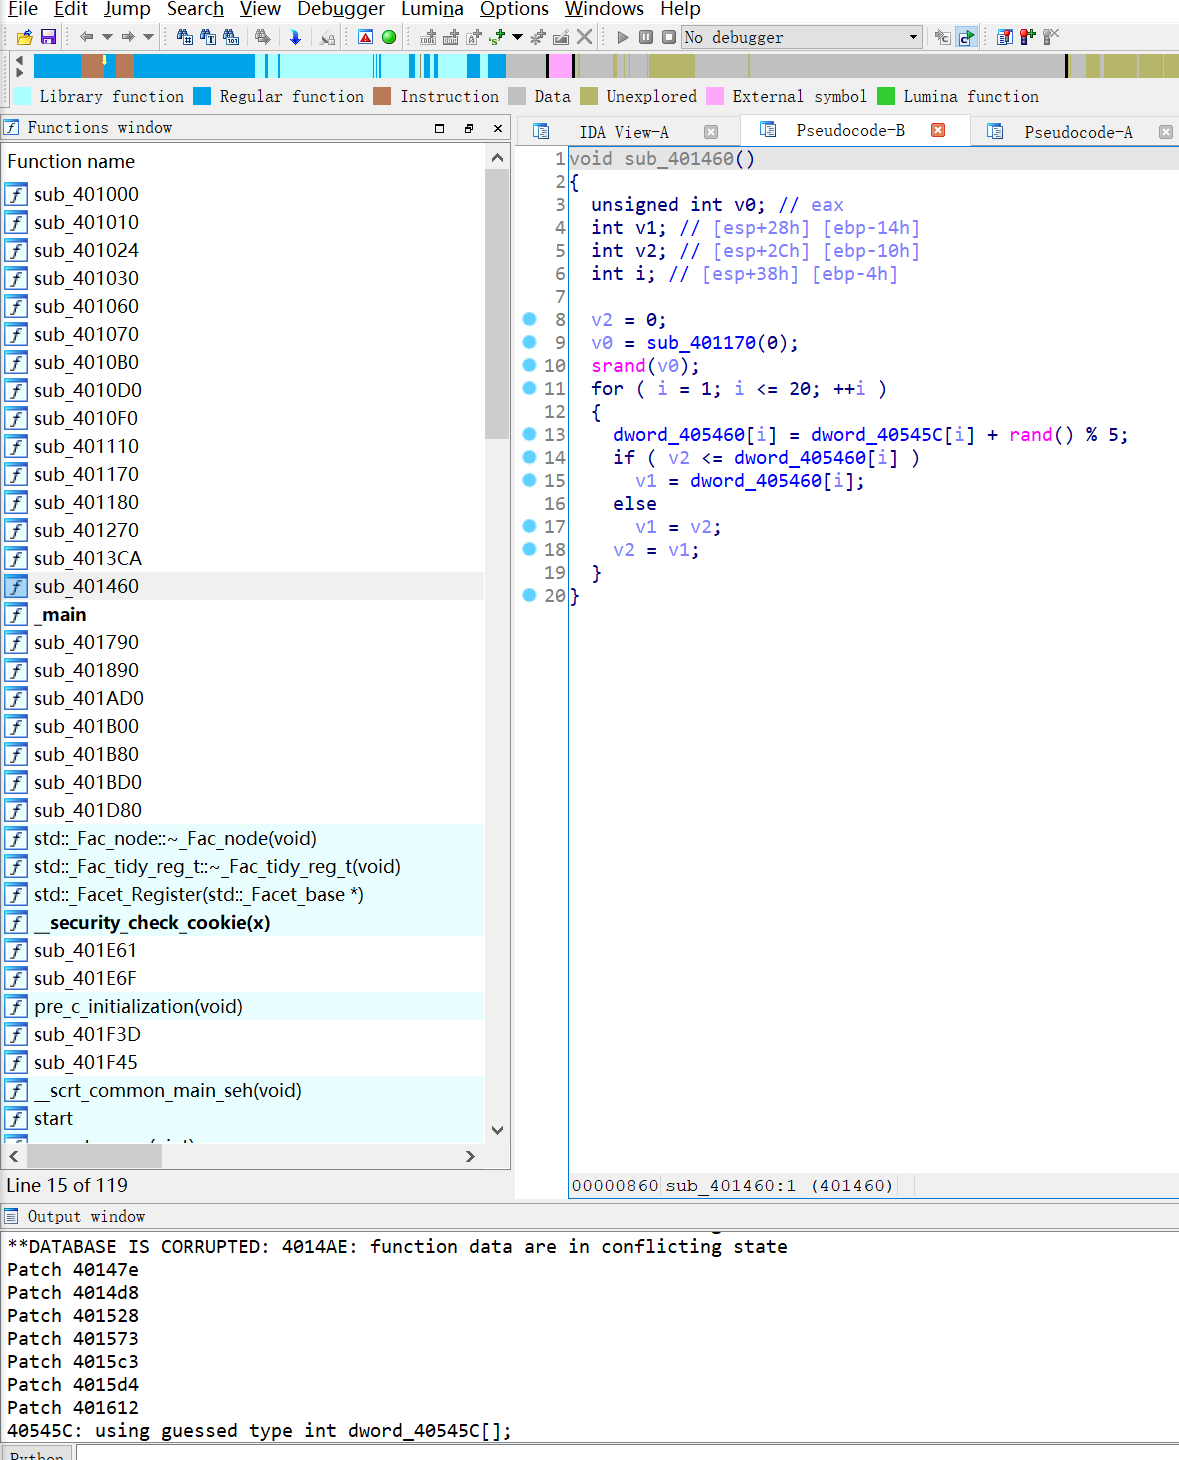 File Edit Jump Search View Debugger Lumina Options Windows Help
No debugger
Library function Regular function Instruction Data Unexplored External symbol Lumina function
Functions window
IDA View-A Pseudocode-B Pseudocode-A
Function name
sub_401000
sub_401010
sub_401024
sub_401030
sub_401060
sub_401070
sub_4010B0
sub_4010D0
sub_4010F0
sub_401110
sub_401170
sub_401180
sub_401270
sub_4013CA
sub_401460
_main
sub_401790
sub_401890
sub_401AD0
sub_401B00
sub_401B80
sub_401BD0
sub_401D80
std::_Fac_node::~_Fac_node(void)
std::_Fac_tidy_reg_t::~_Fac_tidy_reg_t(void)
std::_Facet_Register(std::_Facet_base *)
__security_check_cookie(x)
sub_401E61
sub_401E6F
pre_c_initialization(void)
sub_401F3D
sub_401F45
__scrt_common_main_seh(void)
start
Line 15 of 119
1 void sub_401460()
2 {
3 unsigned int v0; // eax
4 int v1; // [esp+28h] [ebp-14h]
5 int v2; // [esp+2Ch] [ebp-10h]
6 int i; // [esp+38h] [ebp-4h]
7
8 v2 = 0;
9 v0 = sub_401170(0);
10 srand(v0);
11 for ( i = 1; i <= 20; ++i )
12 {
13 dword_405460[i] = dword_40545C[i] + rand() % 5;
14 if ( v2 <= dword_405460[i] )
15 v1 = dword_405460[i];
16 else
17 v1 = v2;
18 v2 = v1;
19 }
20 }
00000860 sub_401460:1 (401460)
Output window
**DATABASE IS CORRUPTED: 4014AE: function data are in conflicting state
Patch 40147e
Patch 4014d8
Patch 401528
Patch 401573
Patch 4015c3
Patch 4015d4
Patch 401612
40545C: using guessed type int dword_40545C[];
Python